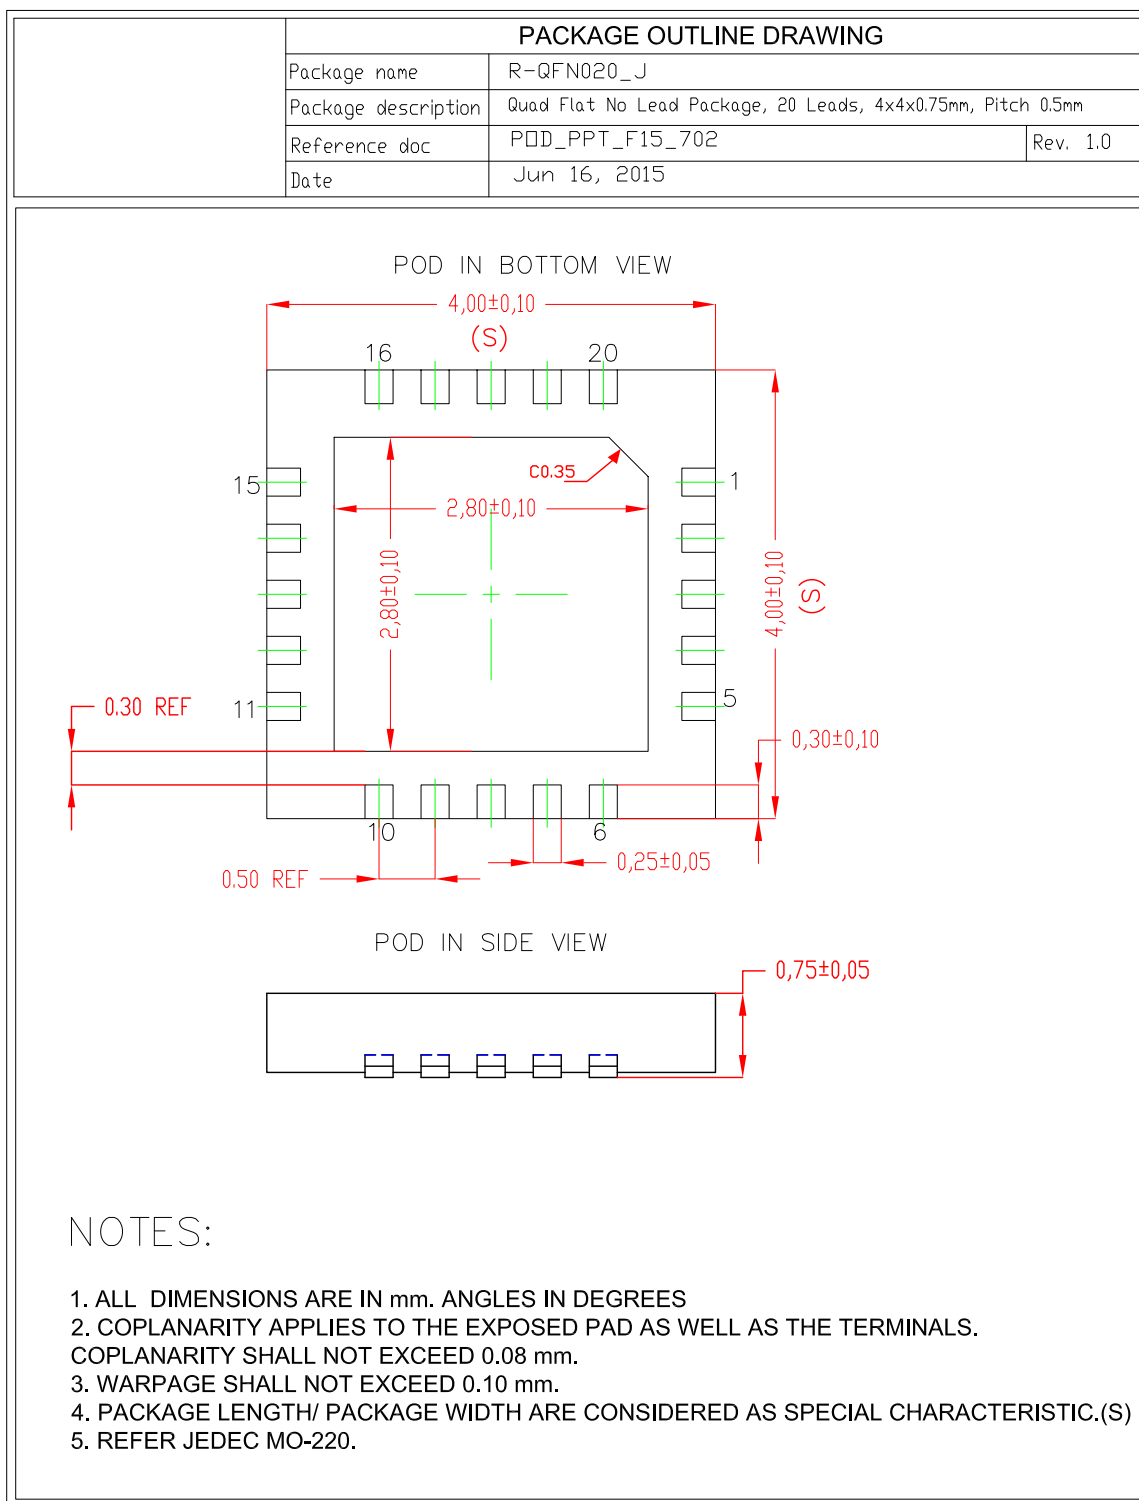 PACKAGE OUTLINE DRAWING
Package name R-QFN020_J
Package description Quad Flat No Lead Package, 20 Leads, 4x4x0.75mm, Pitch 0.5mm
Reference doc POD_PPT_F15_702 Rev. 1.0
Date Jun 16, 2015
POD IN BOTTOM VIEW
4,00±0,10
(S)
16 20
C0.35
15 1
2,80±0,10
2,80±0,10
4,00±0,10
(S)
11 5
0.30 REF
0,30±0,10
10 6
0,25±0,05
0.50 REF
POD IN SIDE VIEW
0,75±0,05
NOTES:
1. ALL DIMENSIONS ARE IN mm. ANGLES IN DEGREES
2. COPLANARITY APPLIES TO THE EXPOSED PAD AS WELL AS THE TERMINALS.
COPLANARITY SHALL NOT EXCEED 0.08 mm.
3. WARPAGE SHALL NOT EXCEED 0.10 mm.
4. PACKAGE LENGTH/ PACKAGE WIDTH ARE CONSIDERED AS SPECIAL CHARACTERISTIC.(S)
5. REFER JEDEC MO-220.